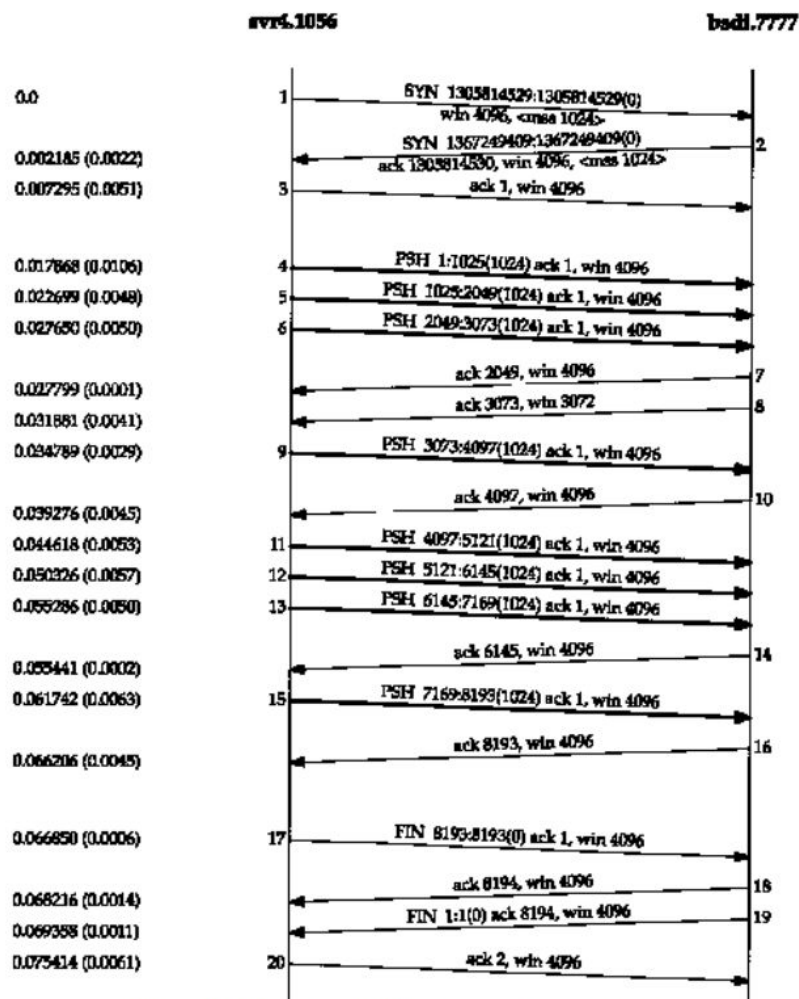 svr4.1056 bsdi.7777
0.0 1 SYN 1305814529:1305814529(0)
win 4096, <mss 1024>
SYN 1367249409:1367249409(0) 2
0.002185 (0.0022) ack 1305814530, win 4096, <mss 1024>
0.007295 (0.0051) 3 ack 1, win 4096
0.017868 (0.0106) 4 PSH 1:1025(1024) ack 1, win 4096
0.022699 (0.0048) 5 PSH 1025:2049(1024) ack 1, win 4096
0.027650 (0.0050) 6 PSH 2049:3073(1024) ack 1, win 4096
ack 2049, win 4096 7
0.027799 (0.0001)
ack 3073, win 3072 8
0.031881 (0.0041)
0.034789 (0.0029) 9 PSH 3073:4097(1024) ack 1, win 4096
ack 4097, win 4096 10
0.039276 (0.0045)
0.044618 (0.0053) 11 PSH 4097:5121(1024) ack 1, win 4096
0.050326 (0.0057) 12 PSH 5121:6145(1024) ack 1, win 4096
0.055286 (0.0050) 13 PSH 6145:7169(1024) ack 1, win 4096
ack 6145, win 4096 14
0.055441 (0.0002)
0.061742 (0.0063) 15 PSH 7169:8193(1024) ack 1, win 4096
ack 8193, win 4096 16
0.066206 (0.0045)
0.066850 (0.0006) 17 FIN 8193:8193(0) ack 1, win 4096
ack 8194, win 4096 18
0.068216 (0.0014)
FIN 1:1(0) ack 8194, win 4096 19
0.069358 (0.0011)
0.075414 (0.0061) 20 ack 2, win 4096